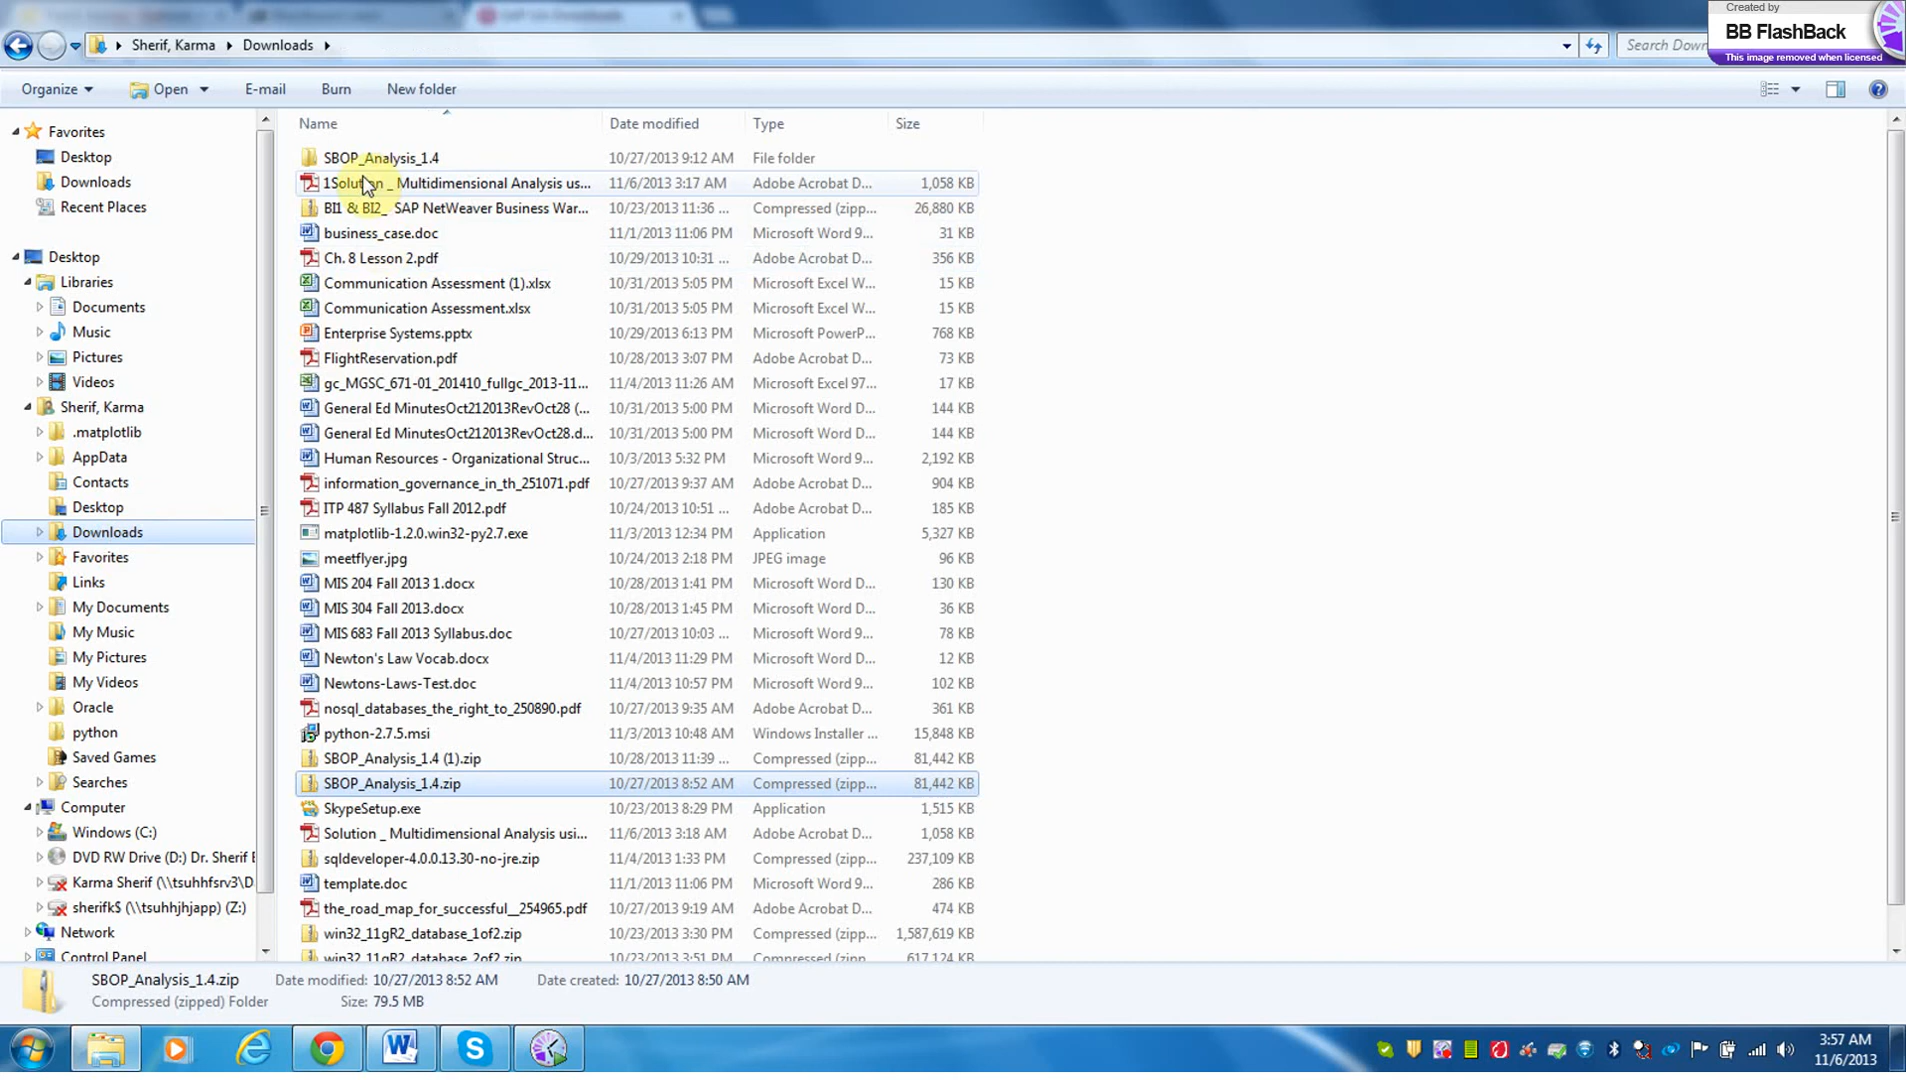 Created by
BB FlashBack
This image removed when licensed
Sherif, Karma
Downloads
Search Down
Organize
Open
E-mail
Burn
New folder
Favorites
Desktop
Downloads
Recent Places
Desktop
Libraries
Documents
Music
Pictures
Videos
Sherif, Karma
.matplotlib
AppData
Contacts
Desktop
Downloads
Favorites
Links
My Documents
My Music
My Pictures
My Videos
Oracle
python
Saved Games
Searches
Computer
Windows (C:)
DVD RW Drive (D:) Dr. Sherif B
Karma Sherif (\\tsuhhfsrv3\D
sherifk$ (\\tsuhhjhjapp) (Z:)
Network
Control Panel
Name Date modified Type Size
SBOP_Analysis_1.4 10/27/2013 9:12 AM File folder
1Solution _ Multidimensional Analysis us... 11/6/2013 3:17 AM Adobe Acrobat D... 1,058 KB
BI1 & BI2_ SAP NetWeaver Business War... 10/23/2013 11:36 ... Compressed (zipp... 26,880 KB
business_case.doc 11/1/2013 11:06 PM Microsoft Word 9... 31 KB
Ch. 8 Lesson 2.pdf 10/29/2013 10:31 ... Adobe Acrobat D... 356 KB
Communication Assessment (1).xlsx 10/31/2013 5:05 PM Microsoft Excel W... 15 KB
Communication Assessment.xlsx 10/31/2013 5:05 PM Microsoft Excel W... 15 KB
Enterprise Systems.pptx 10/29/2013 6:13 PM Microsoft PowerP... 768 KB
FlightReservation.pdf 10/28/2013 3:07 PM Adobe Acrobat D... 73 KB
gc_MGSC_671-01_201410_fullgc_2013-11... 11/4/2013 11:26 AM Microsoft Excel 97... 17 KB
General Ed MinutesOct212013RevOct28 (... 10/31/2013 5:00 PM Microsoft Word D... 144 KB
General Ed MinutesOct212013RevOct28.d... 10/31/2013 5:00 PM Microsoft Word D... 144 KB
Human Resources - Organizational Struc... 10/3/2013 5:32 PM Microsoft Word 9... 2,192 KB
information_governance_in_th_251071.pdf 10/27/2013 9:37 AM Adobe Acrobat D... 904 KB
ITP 487 Syllabus Fall 2012.pdf 10/24/2013 10:51 ... Adobe Acrobat D... 185 KB
matplotlib-1.2.0.win32-py2.7.exe 11/3/2013 12:34 PM Application 5,327 KB
meetflyer.jpg 10/24/2013 2:18 PM JPEG image 96 KB
MIS 204 Fall 2013 1.docx 10/28/2013 1:41 PM Microsoft Word D... 130 KB
MIS 304 Fall 2013.docx 10/28/2013 1:45 PM Microsoft Word D... 36 KB
MIS 683 Fall 2013 Syllabus.doc 10/27/2013 10:03 ... Microsoft Word 9... 78 KB
Newton's Law Vocab.docx 11/4/2013 11:29 PM Microsoft Word D... 12 KB
Newtons-Laws-Test.doc 11/4/2013 10:57 PM Microsoft Word 9... 102 KB
nosql_databases_the_right_to_250890.pdf 10/27/2013 9:35 AM Adobe Acrobat D... 361 KB
python-2.7.5.msi 11/3/2013 10:48 AM Windows Installer ... 15,848 KB
SBOP_Analysis_1.4 (1).zip 10/28/2013 11:39 ... Compressed (zipp... 81,442 KB
SBOP_Analysis_1.4.zip 10/27/2013 8:52 AM Compressed (zipp... 81,442 KB
SkypeSetup.exe 10/23/2013 8:29 PM Application 1,515 KB
Solution _ Multidimensional Analysis usi... 11/6/2013 3:18 AM Adobe Acrobat D... 1,058 KB
sqldeveloper-4.0.0.13.30-no-jre.zip 11/4/2013 1:33 PM Compressed (zipp... 237,109 KB
template.doc 11/1/2013 11:06 PM Microsoft Word 9... 286 KB
the_road_map_for_successful__254965.pdf 10/27/2013 9:19 AM Adobe Acrobat D... 474 KB
win32_11gR2_database_1of2.zip 10/23/2013 3:30 PM Compressed (zipp... 1,587,619 KB
win32_11gR2_database_2of2.zip 10/23/2013 3:51 PM Compressed (zipp... 617,124 KB
SBOP_Analysis_1.4.zip Date modified: 10/27/2013 8:52 AM Date created: 10/27/2013 8:50 AM
Compressed (zipped) Folder Size: 79.5 MB
3:57 AM
11/6/2013